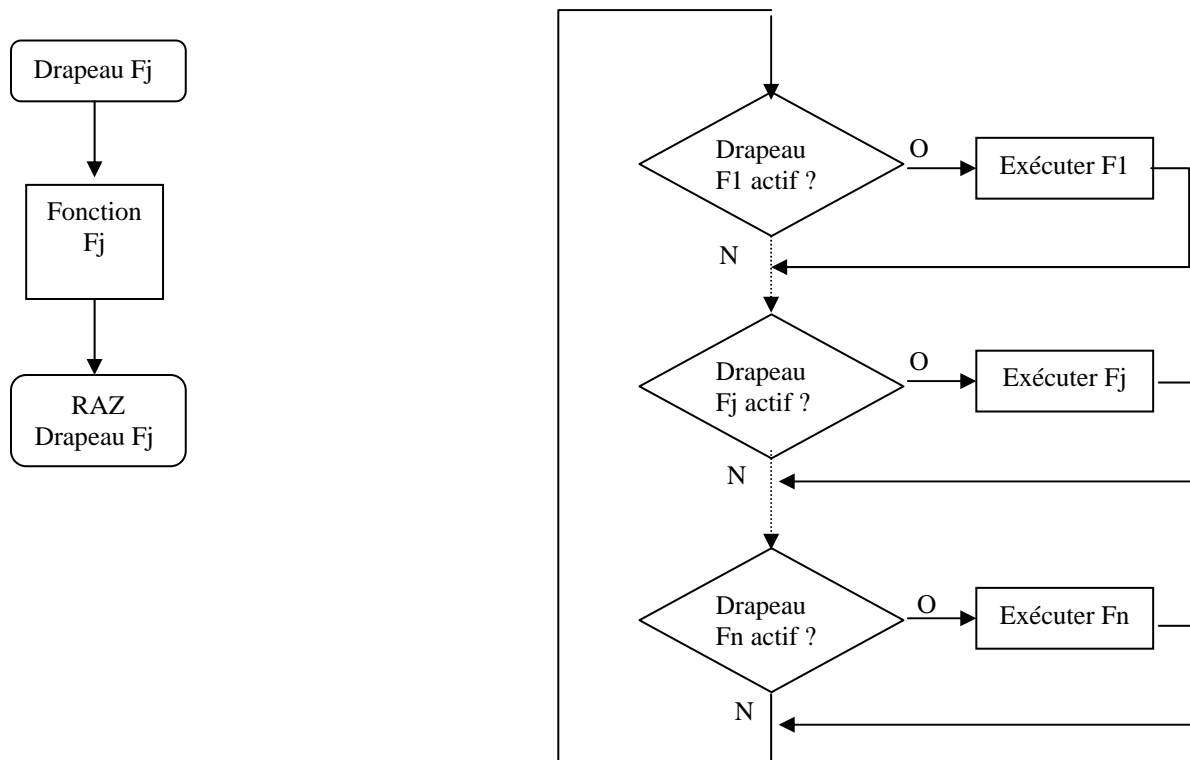 Drapeau Fj
Fonction
Fj
RAZ
Drapeau Fj
Drapeau
F1 actif ?
O
Exécuter F1
N
Drapeau
Fj actif ?
O
Exécuter Fj
N
Drapeau
Fn actif ?
O
Exécuter Fn
N